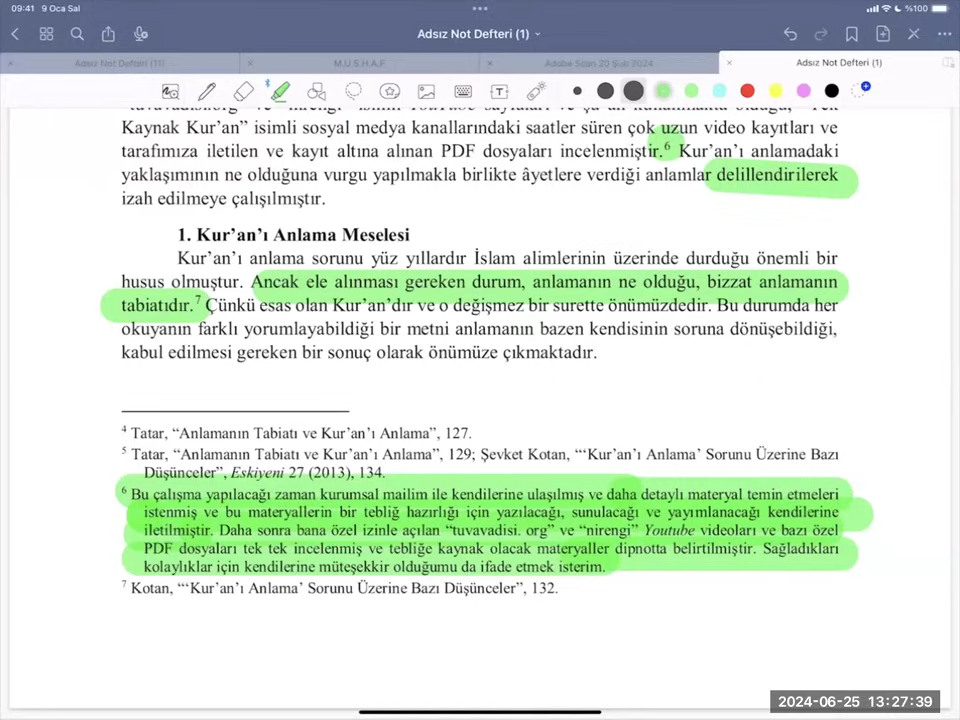 09:41 9 Oca Sal
%100
Adsız Not Defteri (1)
Adsız Not Defteri (11)
M.U.S.H.A.F.
Adobe Scan 20 Şub 2024
Adsız Not Defteri (1)
Kaynak Kur’an” isimli sosyal medya kanallarındaki saatler süren çok uzun video kayıtları ve
tarafımıza iletilen ve kayıt altına alınan PDF dosyaları incelenmiştir.⁶ Kur’an’ı anlamadaki
yaklaşımının ne olduğuna vurgu yapılmakla birlikte âyetlere verdiği anlamlar delillendirilerek
izah edilmeye çalışılmıştır.
1. Kur’an’ı Anlama Meselesi
Kur’an’ı anlama sorunu yüz yıllardır İslam alimlerinin üzerinde durduğu önemli bir
husus olmuştur. Ancak ele alınması gereken durum, anlamanın ne olduğu, bizzat anlamanın
tabiatıdır.⁷ Çünkü esas olan Kur’an’dır ve o değişmez bir surette önümüzdedir. Bu durumda her
okuyanın farklı yorumlayabildiği bir metni anlamanın bazen kendisinin soruna dönüşebildiği,
kabul edilmesi gereken bir sonuç olarak önümüze çıkmaktadır.
⁴ Tatar, “Anlamanın Tabiatı ve Kur’an’ı Anlama”, 127.
⁵ Tatar, “Anlamanın Tabiatı ve Kur’an’ı Anlama”, 129; Şevket Kotan, “‘Kur’an’ı Anlama’ Sorunu Üzerine Bazı
Düşünceler”, Eskiyeni 27 (2013), 134.
⁶ Bu çalışma yapılacağı zaman kurumsal mailim ile kendilerine ulaşılmış ve daha detaylı materyal temin etmeleri
istenmiş ve bu materyallerin bir tebliğ hazırlığı için yazılacağı, sunulacağı ve yayımlanacağı kendilerine
iletilmiştir. Daha sonra bana özel izinle açılan “tuvavadisi. org” ve “nirengi” Youtube videoları ve bazı özel
PDF dosyaları tek tek incelenmiş ve tebliğe kaynak olacak materyaller dipnotta belirtilmiştir. Sağladıkları
kolaylıklar için kendilerine müteşekkir olduğumu da ifade etmek isterim.
⁷ Kotan, “‘Kur’an’ı Anlama’ Sorunu Üzerine Bazı Düşünceler”, 132.
2024-06-25 13:27:39